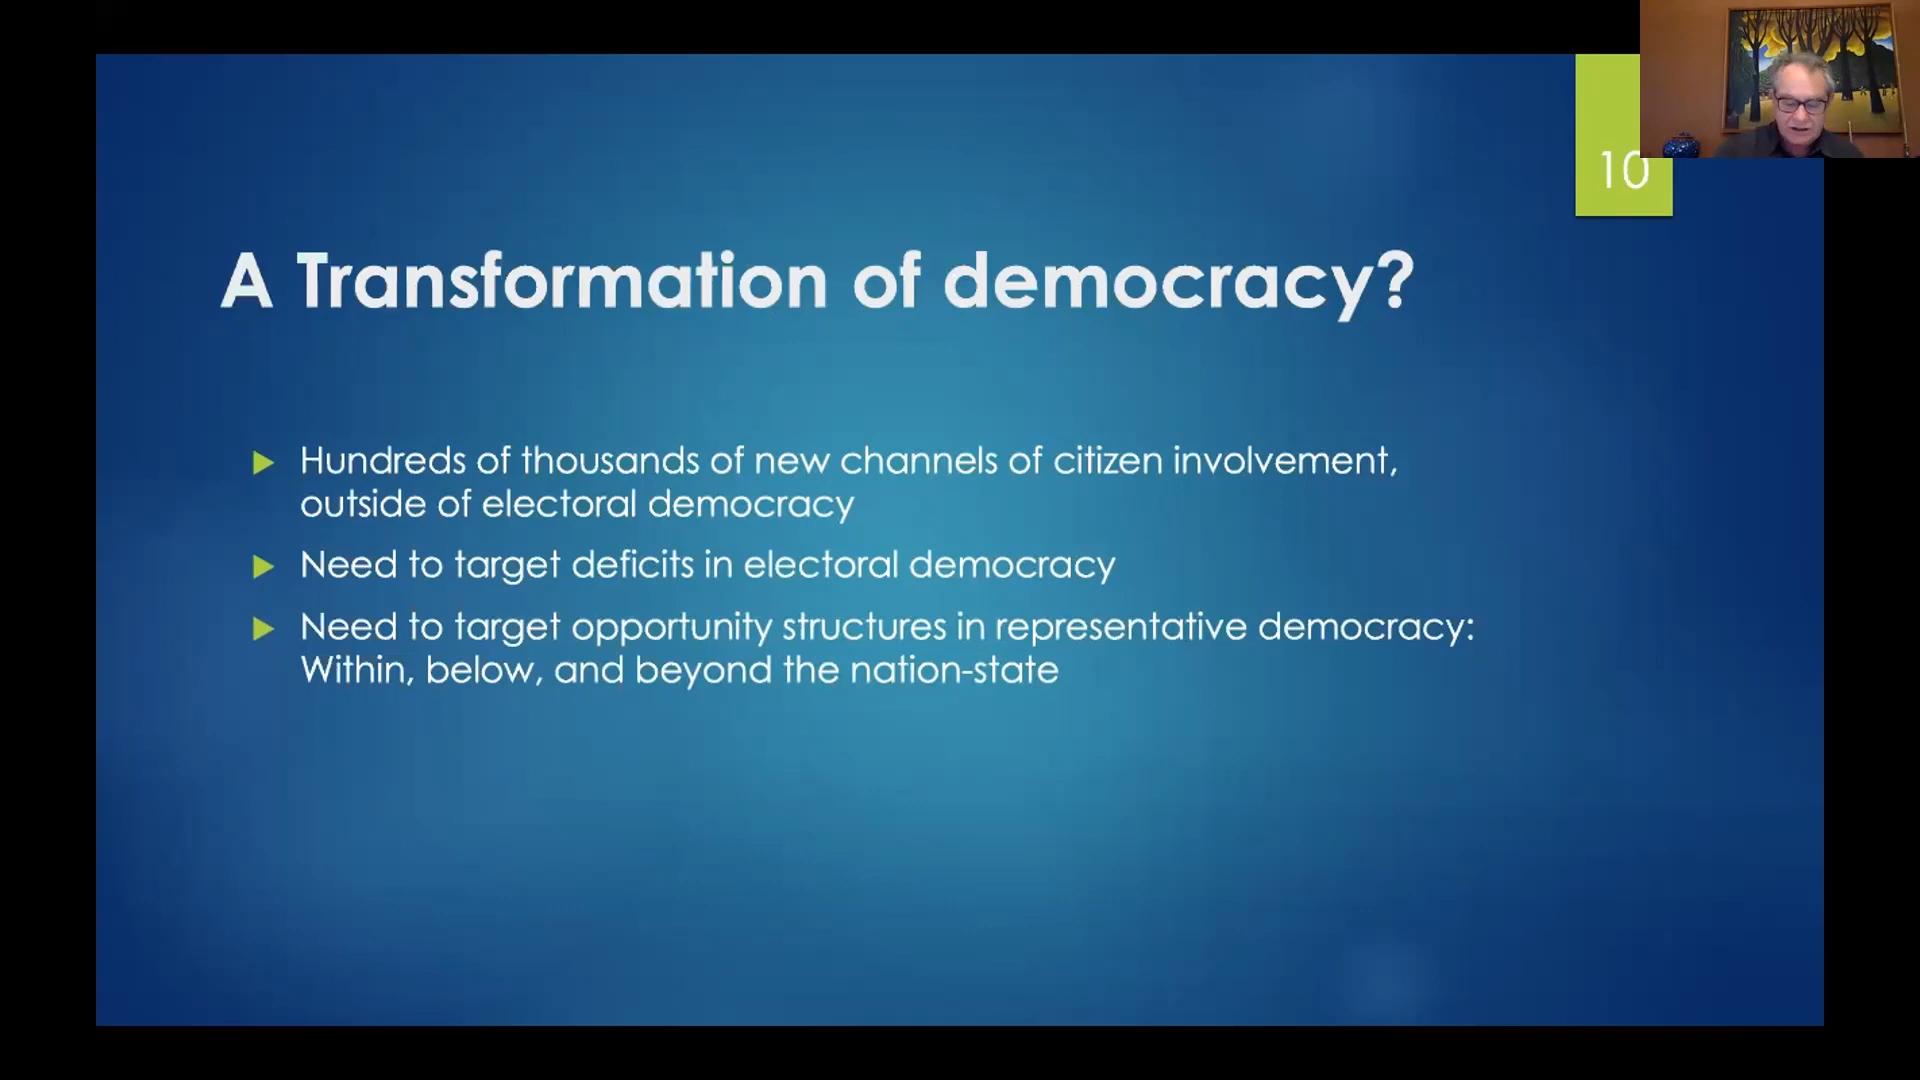 10
A Transformation of democracy?
Hundreds of thousands of new channels of citizen involvement,
outside of electoral democracy
Need to target deficits in electoral democracy
Need to target opportunity structures in representative democracy:
Within, below, and beyond the nation-state